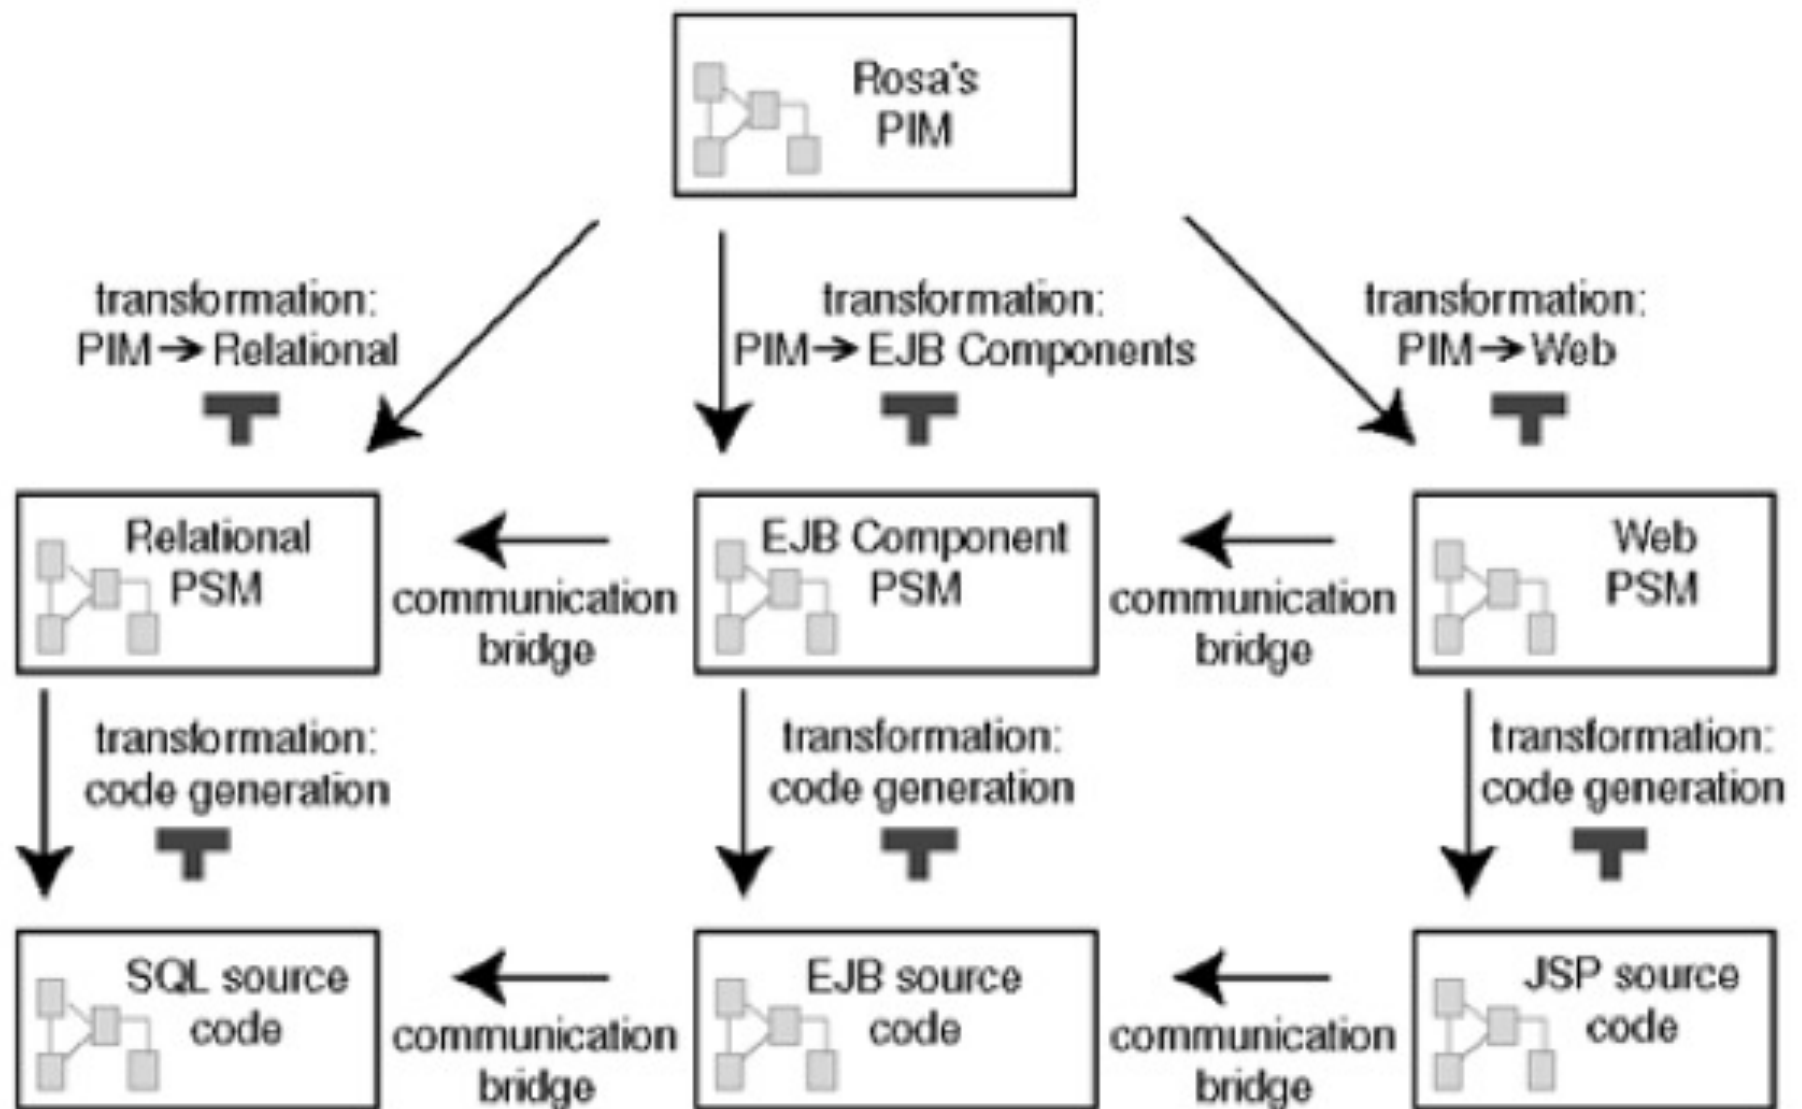 Rosa's
PIM
transformation:
PIM→Relational
transformation:
PIM→EJB Components
transformation:
PIM→Web
Relational
PSM
communication
bridge
EJB Component
PSM
communication
bridge
Web
PSM
transformation:
code generation
transformation:
code generation
transformation:
code generation
SQL source
code
communication
bridge
EJB source
code
communication
bridge
JSP source
code